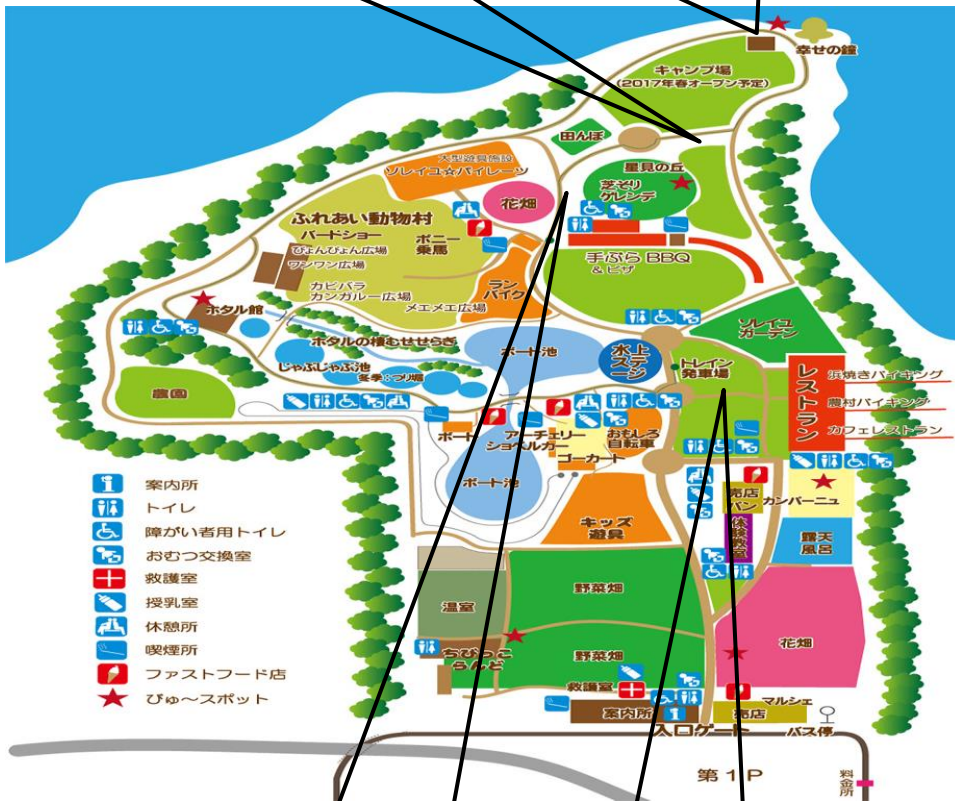 幸せの鐘
キャンプ場
(2017年春オープン予定)
田んぼ
大型遊具施設
ソレイユ☆パイレーツ
星見の丘
芝そり
ゲレンデ
花畑
ふれあい動物村
バードショー
ぴょんぴょん広場
ワンワン広場
ポニー
乗馬
カピバラ
カンガルー広場
メエメエ広場
ラン
バイク
手ぶら BBQ
& ピザ
ホタル館
ホタルの棲むせせらぎ
じゃぶじゃぶ池
冬季:つり堀
農園
ボート池
水上
ステージ
トレイン
発車場
ソレイユ
ガーデン
レストラン
浜焼きバイキング
農村バイキング
カフェレストラン
ボート
アーチェリー
ショベルカー
ゴーカート
おもしろ
自転車
ボート池
キッズ
遊具
売店
パン
カンパーニュ
体験教室
露天
風呂
温室
野菜畑
野菜畑
花畑
ちびっこ
らんど
救護室
案内所
売店
マルシェ
入口ゲート
バス停
第1P
料金所
案内所
トイレ
障がい者用トイレ
おむつ交換室
救護室
授乳室
休憩所
喫煙所
ファストフード店
びゅ〜スポット